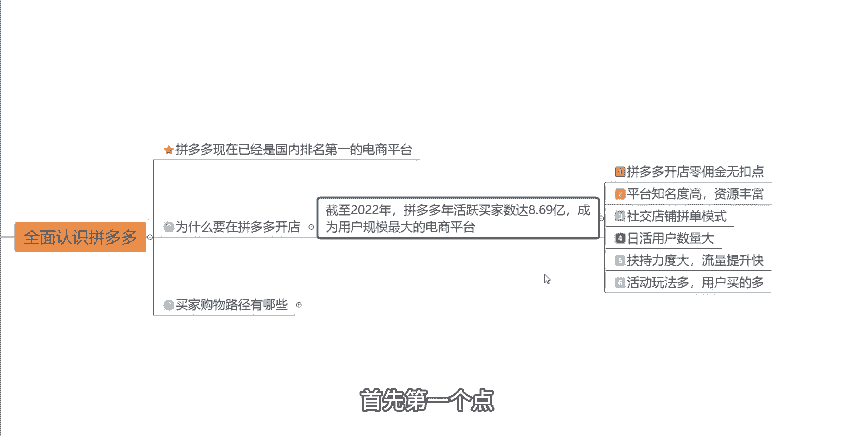 全面认识拼多多
拼多多现在已经是国内排名第一的电商平台
为什么要在拼多多开店
截至2022年，拼多多年活跃买家数达8.69亿，成
为用户规模最大的电商平台
拼多多开店零佣金无扣点
平台知名度高，资源丰富
社交店铺拼单模式
日活用户数量大
扶持力度大，流量提升快
活动玩法多，用户买的多
买家购物路径有哪些
首先第一个点